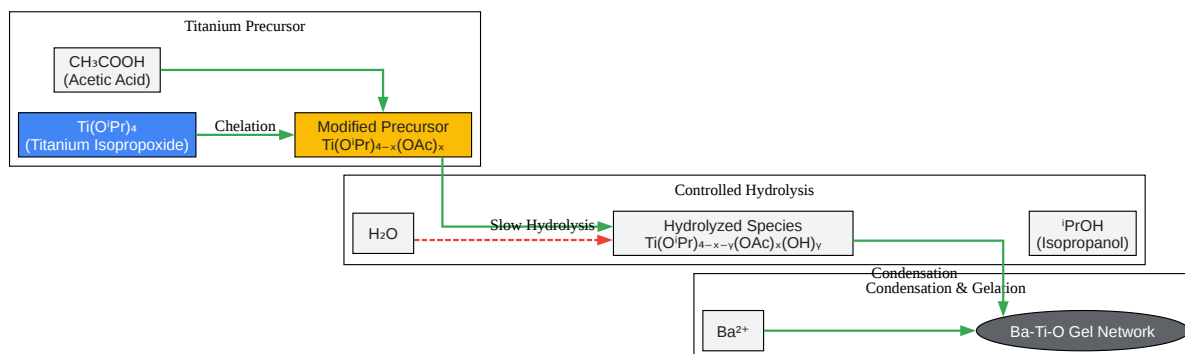 Titanium Precursor
CH₃COOH
(Acetic Acid)
Ti(OⁱPr)₄
(Titanium Isopropoxide)
Chelation
Modified Precursor
Ti(OⁱPr)₄₋ₓ(OAc)ₓ
Controlled Hydrolysis
H₂O
Slow Hydrolysis
Hydrolyzed Species
Ti(OⁱPr)₄₋ₓ₋ᵧ(OAc)ₓ(OH)ᵧ
ⁱPrOH
(Isopropanol)
Condensation
Condensation & Gelation
Ba²⁺
Ba-Ti-O Gel Network